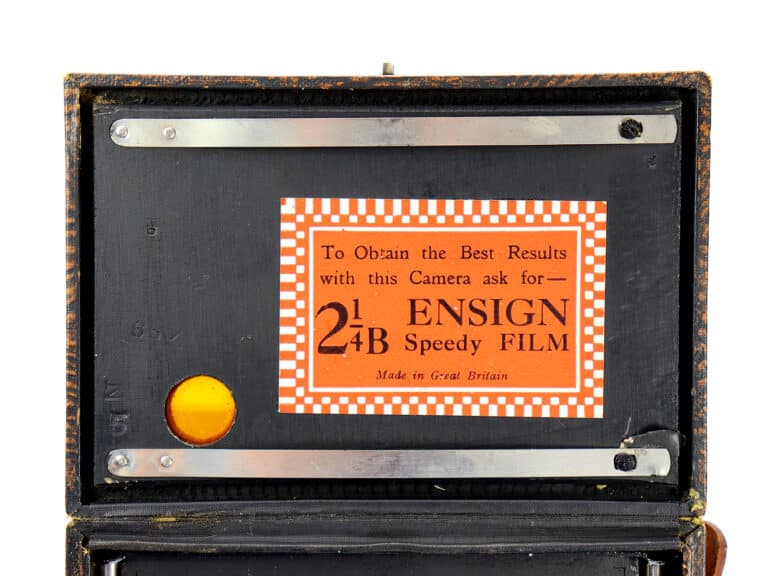 To Obtain the Best Results
with this Camera ask for—
2¼B ENSIGN
Speedy FILM
Made in Great Britain